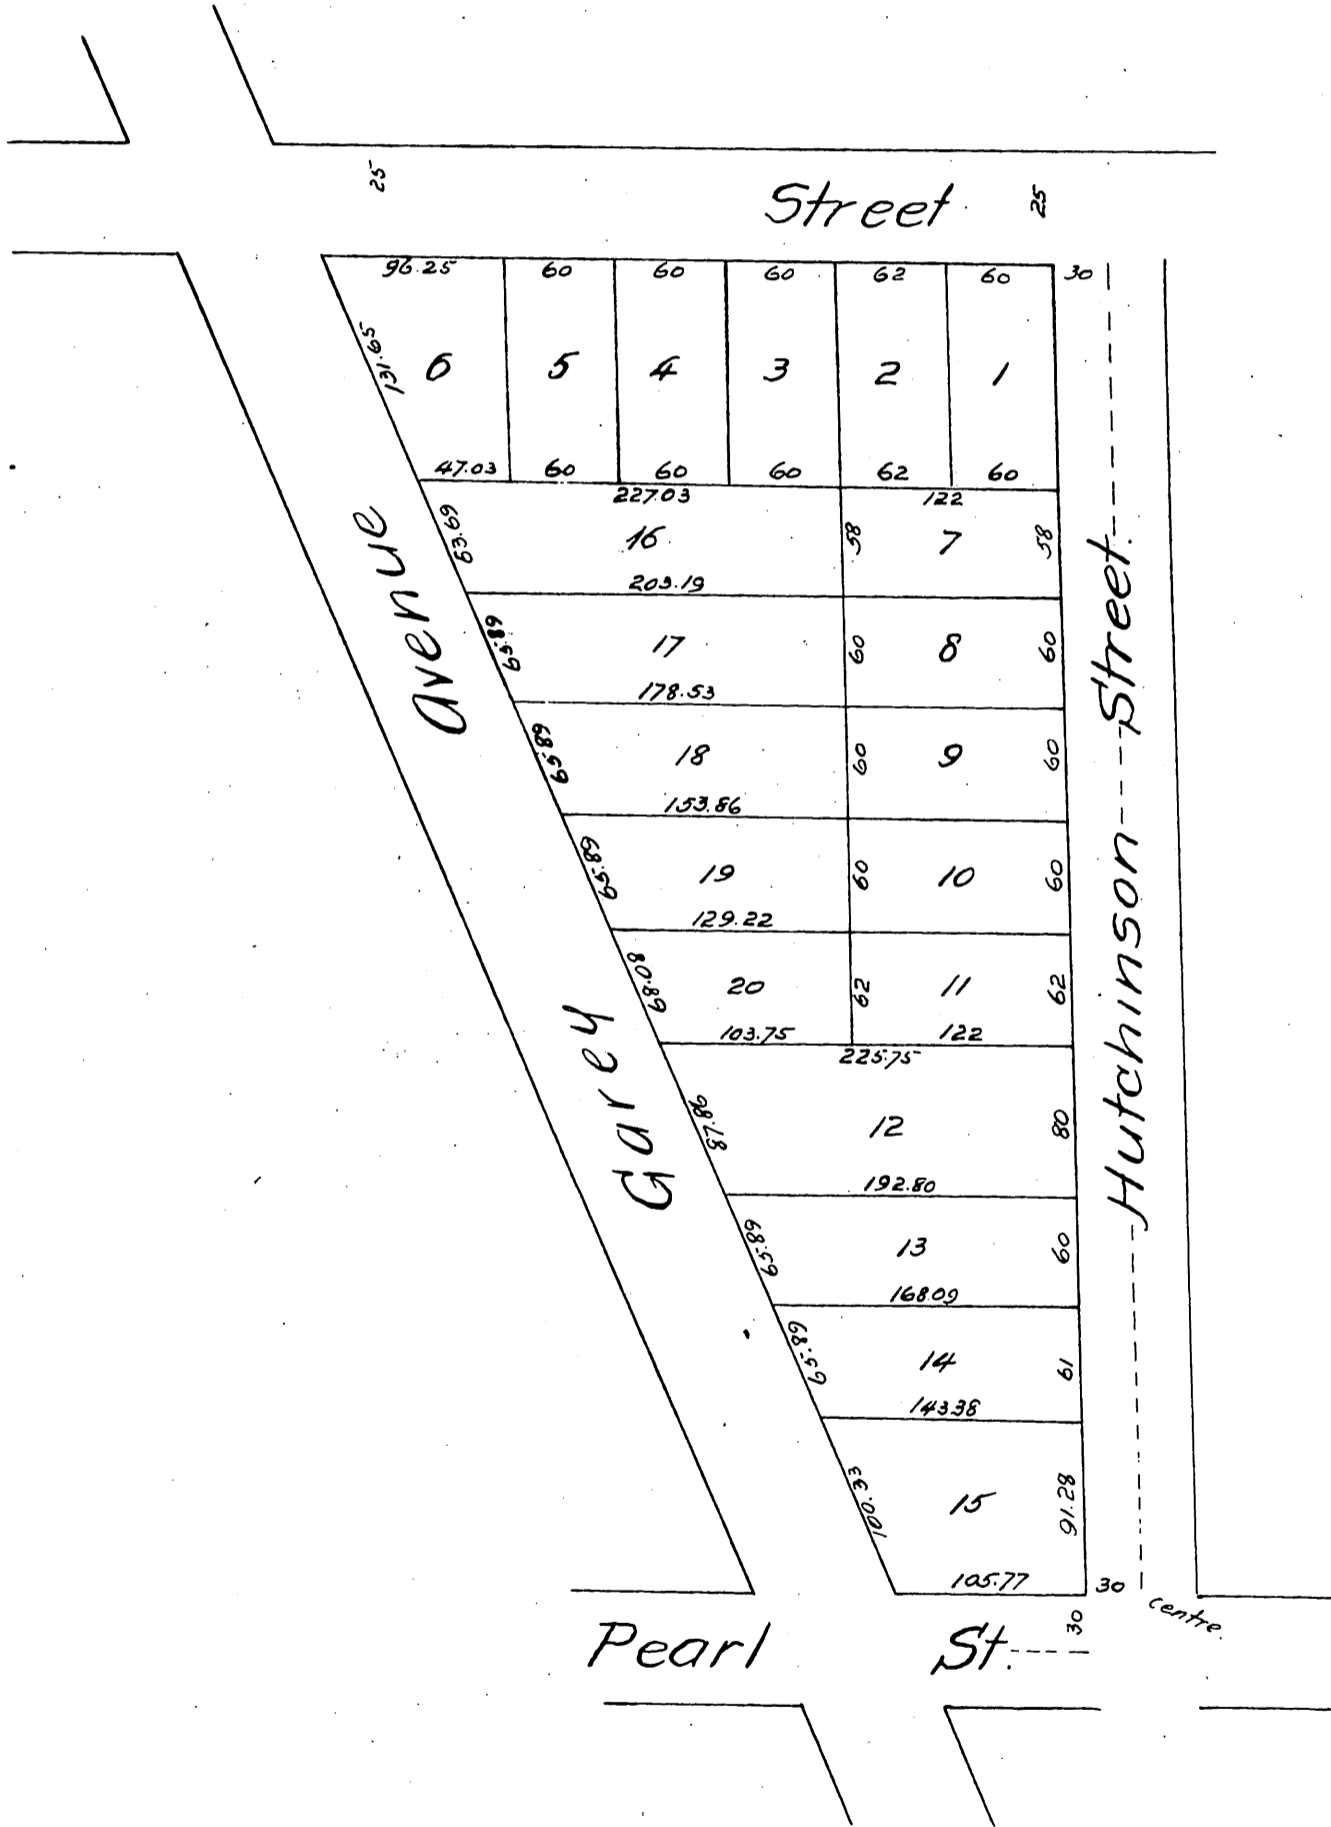 25
Street
25
96.25 60 60 60 62 60 30
131.65
6 5 4 3 2 1
47.03 60 60 60 62 60
227.03 122
63.69 16 58 7 58
203.19
65.89 17 60 8 60
178.53
65.89 18 60 9 60
153.86
65.89 19 60 10 60
129.22
68.08 20 62 11 62
103.75 122
225.75
87.86 12 80
192.80
65.89 13 60
168.09
65.89 14 61
143.38
100.33 15 91.28
105.77 30
Garey Avenue
Hutchinson Street
centre.
30
Pearl St.